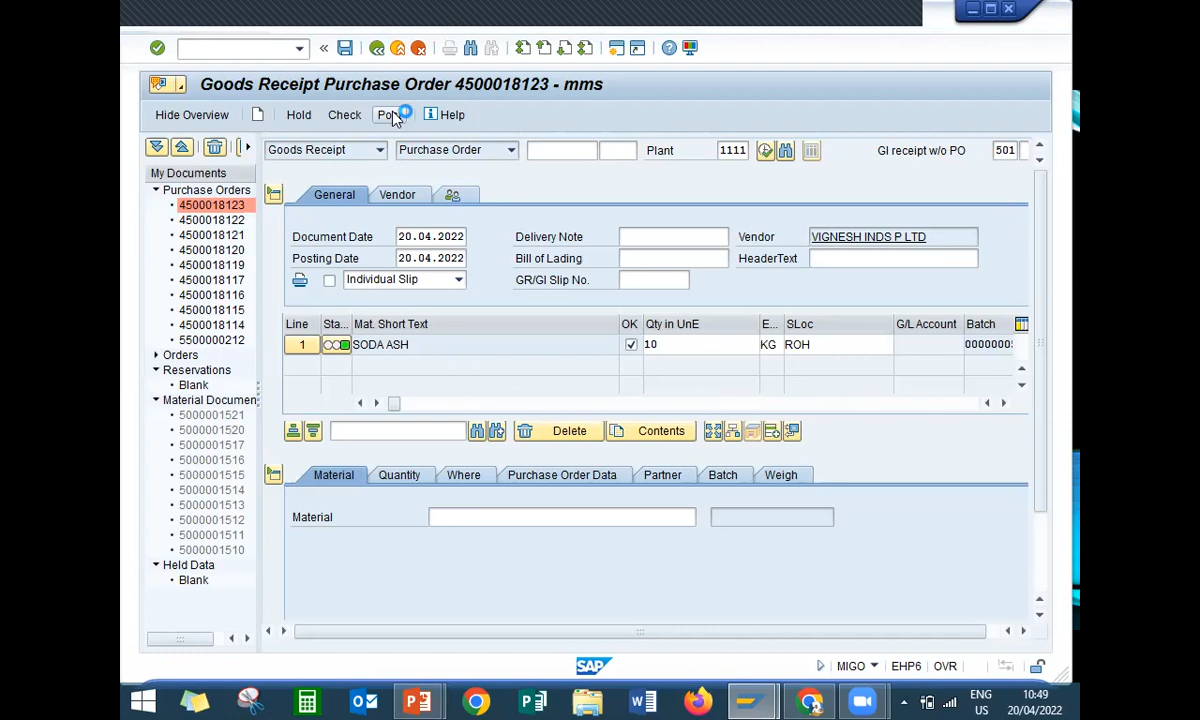 Goods Receipt Purchase Order 4500018123 - mms
Hide Overview Hold Check Help
Goods Receipt Purchase Order Plant 1111 GI receipt w/o PO 501
My Documents
Purchase Orders
4500018123
4500018122
4500018121
4500018120
4500018119
4500018117
4500018116
4500018115
4500018114
5500000212
Orders
Reservations
Blank
Material Documen
5000001521
5000001520
5000001517
5000001516
5000001515
5000001514
5000001513
5000001512
5000001511
5000001510
Held Data
Blank
General Vendor
Document Date 20.04.2022 Delivery Note Vendor VIGNESH INDS P LTD
Posting Date 20.04.2022 Bill of Lading HeaderText
Individual Slip GR/GI Slip No.
Line Sta... Mat. Short Text OK Qty in UnE E... SLoc G/L Account Batch
1 SODA ASH 10 KG ROH
Delete Contents
Material Quantity Where Purchase Order Data Partner Batch Weigh
Material
SAP MIGO EHP6 OVR
ENG 10:49
US 20/04/2022